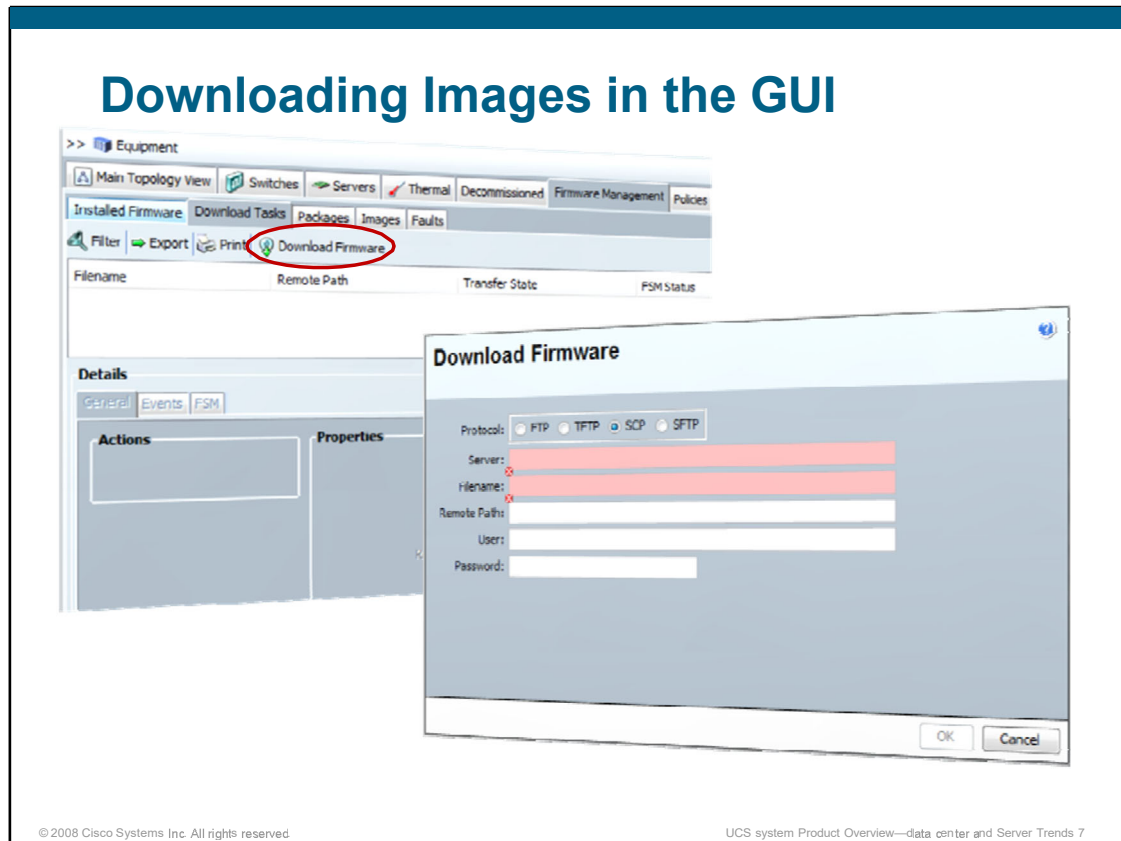 Downloading Images in the GUI
>> Equipment
Main Topology View Switches Servers Thermal Decommissioned Firmware Management Policies
Installed Firmware Download Tasks Packages Images Faults
Filter Export Print Download Firmware
Filename Remote Path Transfer State FSM Status
Details
General Events FSM
Actions Properties
Download Firmware
Protocol: FTP TFTP SCP SFTP
Server:
Filename:
Remote Path:
User:
Password:
OK Cancel
© 2008 Cisco Systems Inc. All rights reserved.
UCS system Product Overview—data center and Server Trends 7